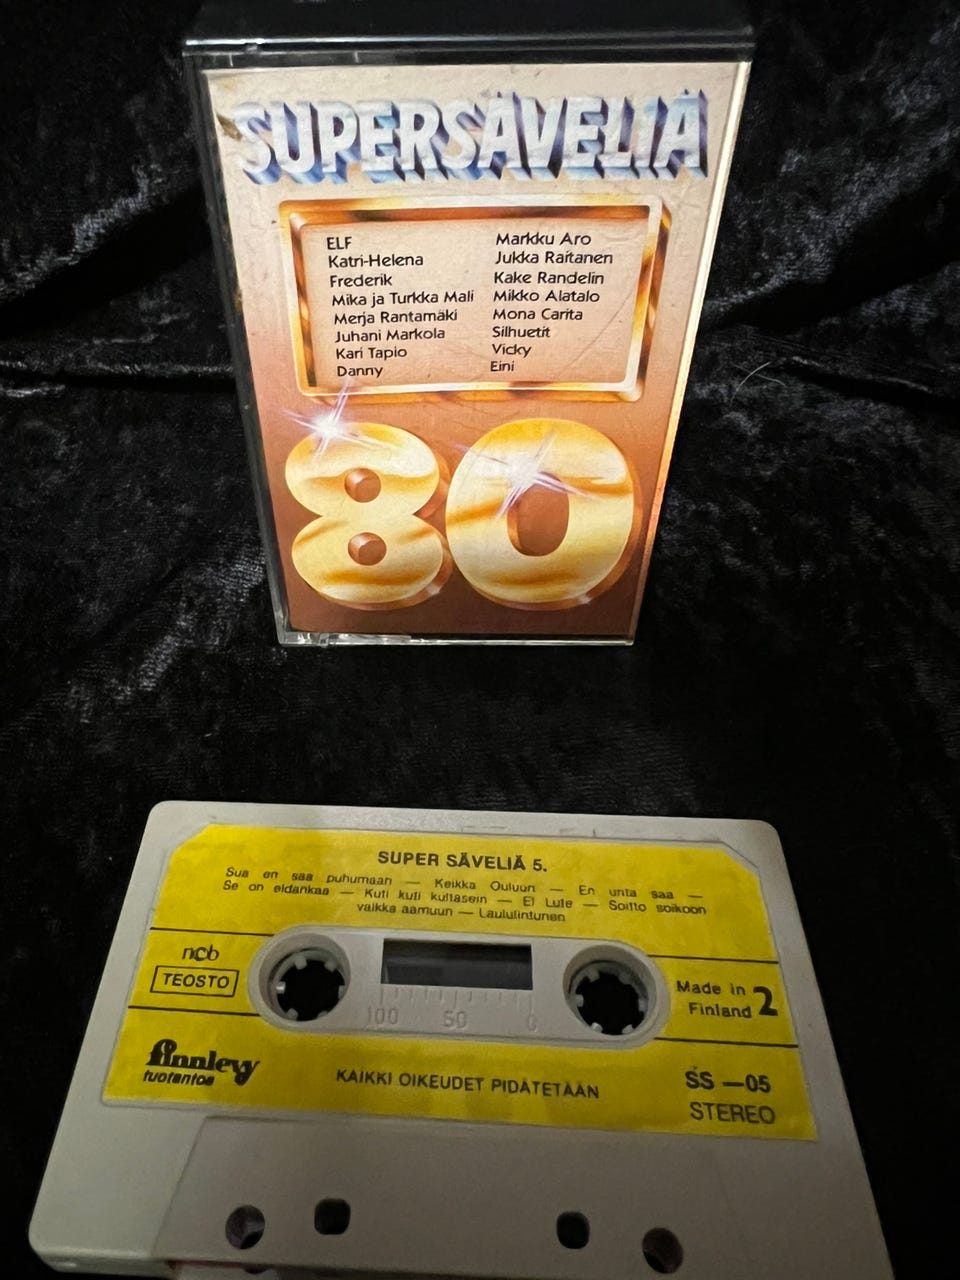 SUPERSÄVELIÄ
ELF
Katri-Helena
Frederik
Mika ja Turkka Mali
Merja Rantamäki
Juhani Markola
Kari Tapio
Danny
Markku Aro
Jukka Raitanen
Kake Randelin
Mikko Alatalo
Mona Carita
Silhuetit
Vicky
Eini
80
SUPER SÄVELIÄ 5.
Sua en saa puhumaan — Keikka Ouluun — En unta saa —
Se on eldankaa — Kuti kuti kultasein — El Lute — Soitto soikoon
vaikka aamuun — Laululintunen
ncb
TEOSTO
Made in
Finland 2
finnlevy
tuotantoa
KAIKKI OIKEUDET PIDÄTETÄÄN
SS —05
STEREO
100 50 0